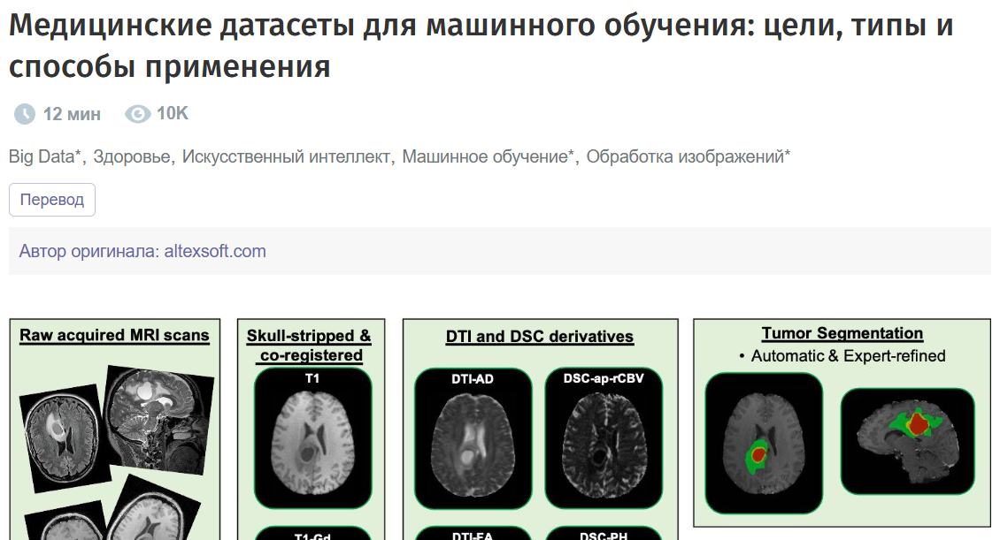 Медицинские датасеты для машинного обучения: цели, типы и
способы применения
12 мин 10K
Big Data*, Здоровье, Искусственный интеллект, Машинное обучение*, Обработка изображений*
Перевод
Автор оригинала: altexsoft.com
Raw acquired MRI scans
Skull-stripped &
co-registered
T1
T1-Gd
DTI and DSC derivatives
DTI-AD
DSC-ap-rCBV
DTI-FA
DSC-PH
Tumor Segmentation
• Automatic & Expert-refined